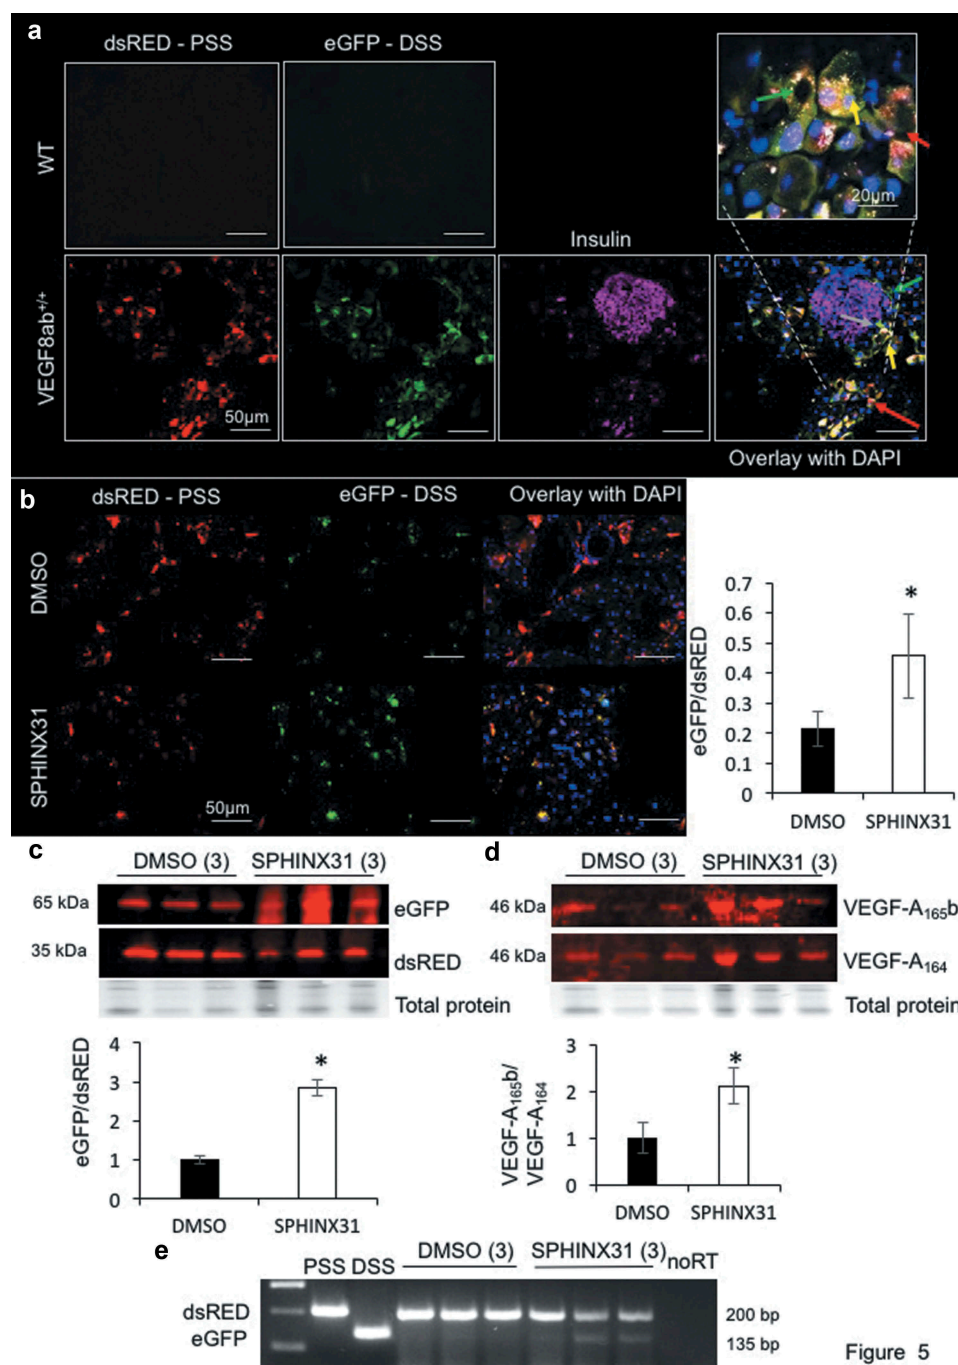 a
dsRED - PSS
eGFP - DSS
WT
20µm
Insulin
VEGF8ab+/+
50µm
Overlay with DAPI
b
dsRED - PSS
eGFP - DSS
Overlay with DAPI
DMSO
SPHINX31
50µm
eGFP/dsRED
0.7
0.6
0.5
0.4
0.3
0.2
0.1
0
*
DMSO
SPHINX31
c
DMSO (3)
SPHINX31 (3)
65 kDa
eGFP
35 kDa
dsRED
Total protein
eGFP/dsRED
4
3
2
1
0
*
DMSO
SPHINX31
d
DMSO (3)
SPHINX31 (3)
46 kDa
VEGF-A165b
46 kDa
VEGF-A164
Total protein
VEGF-A165b/
VEGF-A164
3
2
1
0
*
DMSO
SPHINX31
e
PSS DSS
DMSO (3)
SPHINX31 (3)
noRT
dsRED
200 bp
eGFP
135 bp
Figure 5